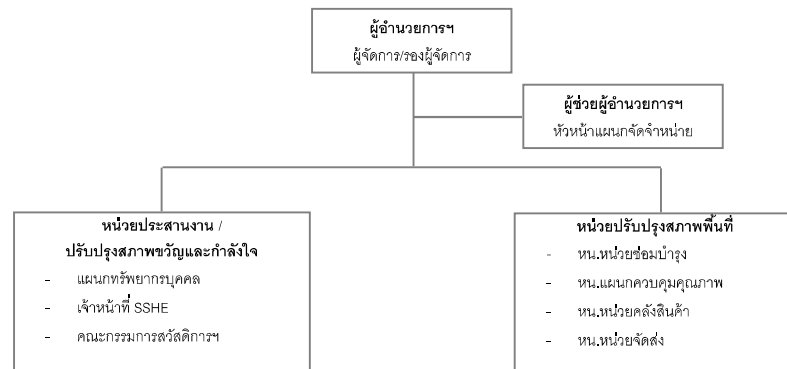 ผู้อำนวยการฯ
ผู้จัดการ/รองผู้จัดการ
ผู้ช่วยผู้อำนวยการฯ
หัวหน้าแผนกจัดจำหน่าย
หน่วยประสานงาน /
ปรับปรุงสภาพขวัญและกำลังใจ
- แผนกทรัพยากรบุคคล
- เจ้าหน้าที่ SSHE
- คณะกรรมการสวัสดิการฯ
หน่วยปรับปรุงสภาพพื้นที่
- หน.หน่วยซ่อมบำรุง
- หน.แผนกควบคุมคุณภาพ
- หน.หน่วยคลังสินค้า
- หน.หน่วยจัดส่ง